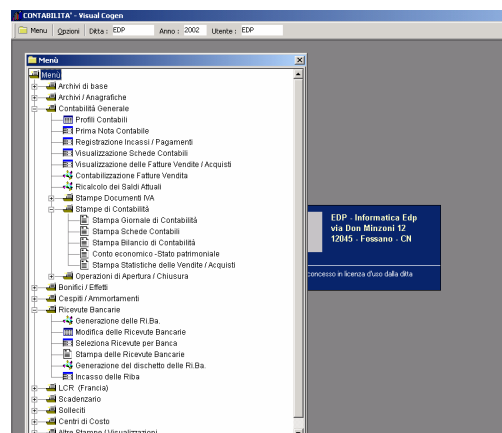 CONTABILITA' - Visual Cogen
Menu Opzioni Ditta : EDP Anno : 2002 Utente : EDP
Menù
Menù
Archivi di base
Archivi / Anagrafiche
Contabilità Generale
Profili Contabili
Prima Nota Contabile
Registrazione Incassi / Pagamenti
Visualizzazione Schede Contabili
Visualizzazione delle Fatture Vendite / Acquisti
Contabilizzazione Fatture Vendita
Ricalcolo dei Saldi Attuali
Stampe Documenti IVA
Stampe di Contabilità
Stampa Giornale di Contabilità
Stampa Schede Contabili
Stampa Bilancio di Contabilità
Conto economico -Stato patrimoniale
Stampa Statistiche delle Vendite / Acquisti
Operazioni di Apertura / Chiusura
Bonifici / Effetti
Cespiti / Ammortamenti
Ricevute Bancarie
Generazione delle Ri.Ba.
Modifica delle Ricevute Bancarie
Seleziona Ricevute per Banca
Stampa delle Ricevute Bancarie
Generazione del dischetto delle Ri.Ba.
Incasso delle Riba
LCR (Francia)
Scadenzario
Solleciti
Centri di Costo
Altre Stampe / Visualizzazioni
EDP - Informatica Edp
via Don Minzoni 12
12045 - Fossano - CN
concesso in licenza d'uso dalla ditta